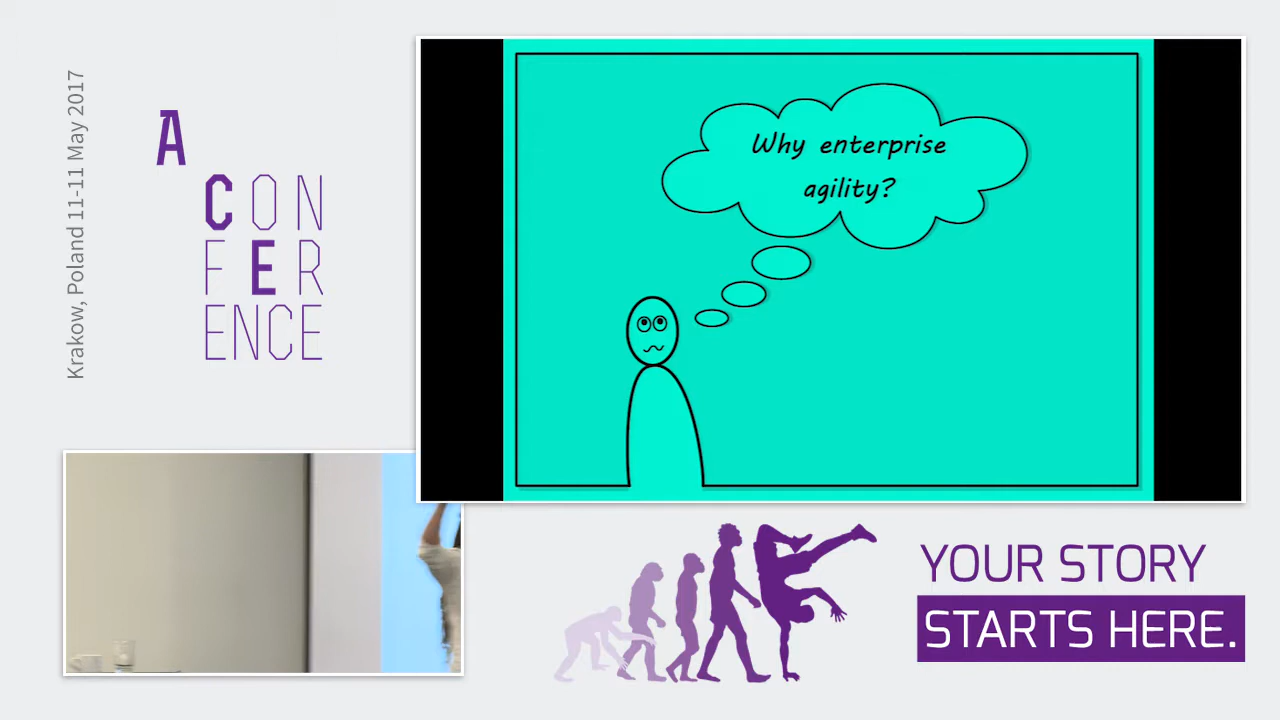 Krakow, Poland 11-11 May 2017
A
CON
FER
ENCE
Why enterprise
agility?
YOUR STORY
STARTS HERE.